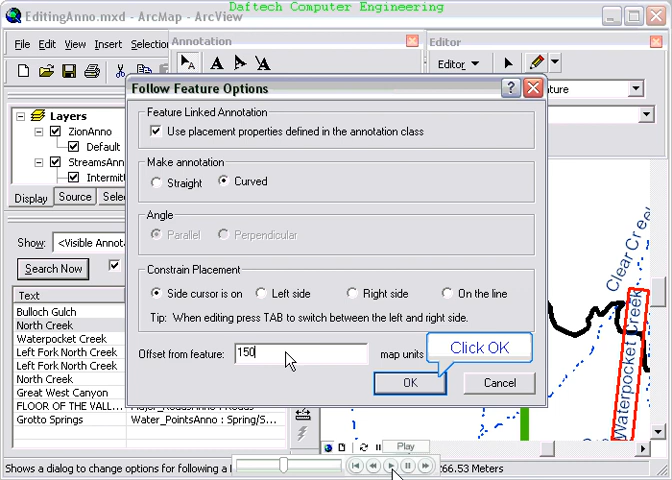 Daftech Computer Engineering
EditingAnno.mxd - ArcMap - ArcView
File Edit View Insert Selection
Annotation
Editor
Editor
Follow Feature Options
Feature Linked Annotation
Use placement properties defined in the annotation class
Make annotation
Straight
Curved
Angle
Parallel
Perpendicular
Constrain Placement
Side cursor is on
Left side
Right side
On the line
Tip: When editing press TAB to switch between the left and right side.
Offset from feature:
150
map units
Click OK
OK
Cancel
Layers
ZionAnno
Default
StreamsAnno
Intermitt
Display
Source
Selec
Show:
<Visible Annota
Search Now
Text
Bulloch Gulch
North Creek
Waterpocket Creek
Left Fork North Creek
Left Fork North Creek
North Creek
Great West Canyon
FLOOR OF THE VALL... Major_RoadsAnno : Roads
Grotto Springs Water_PointsAnno : Spring/S...
Clear Creek
Waterpocket Creek
Play
Shows a dialog to change options for following a
266.53 Meters